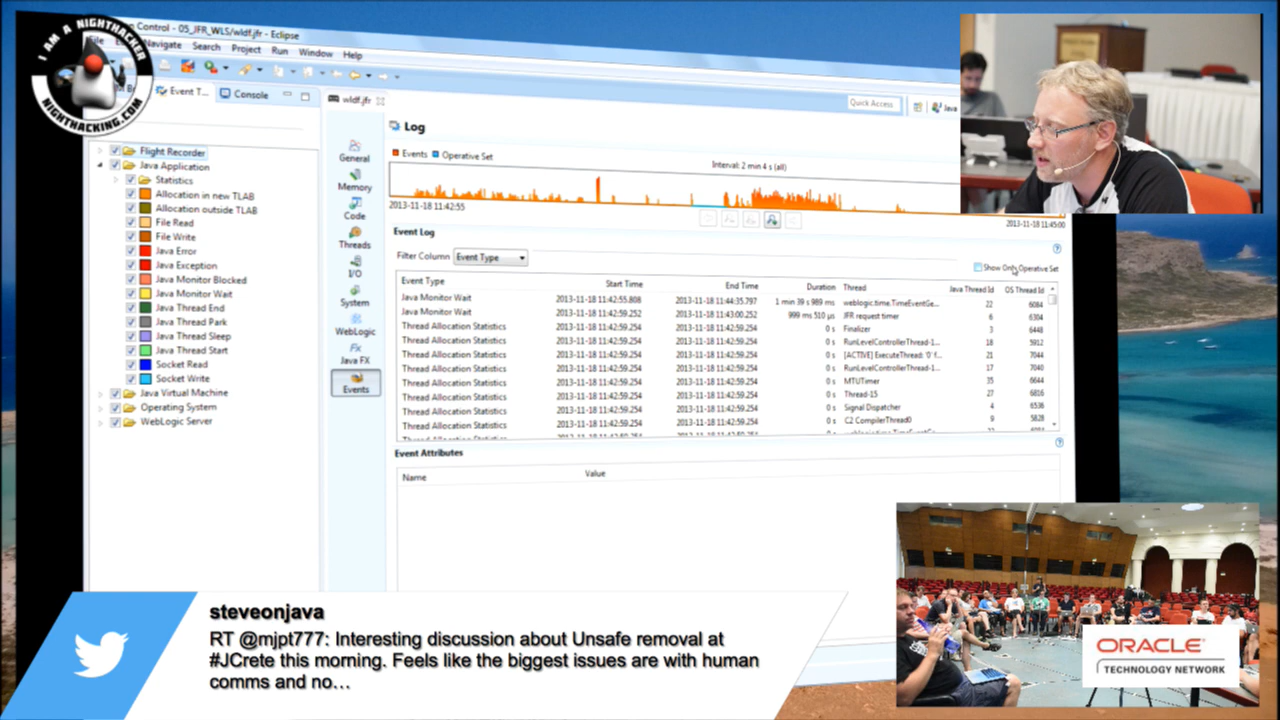 I AM A NIGHTHACKER
NIGHTHACKING.COM
Control - 05_JFR_WLS/wldf.jfr - Eclipse
File
Navigate Search Project Run Window Help
Event T... Console
wldf.jfr
Quick Access
Java
Flight Recorder
Java Application
Statistics
Allocation in new TLAB
Allocation outside TLAB
File Read
File Write
Java Error
Java Exception
Java Monitor Blocked
Java Monitor Wait
Java Thread End
Java Thread Park
Java Thread Sleep
Java Thread Start
Socket Read
Socket Write
Java Virtual Machine
Operating System
WebLogic Server
General
Memory
Code
Threads
I/O
System
WebLogic
Java FX
Events
Log
Events Operative Set
Interval: 2 min 4 s (all)
2013-11-18 11:42:55
2013-11-18 11:45:00
Event Log
Filter Column Event Type
Show Only Operative Set
Event Type Start Time End Time Duration Thread Java Thread Id OS Thread Id
Java Monitor Wait 2013-11-18 11:42:55.808 2013-11-18 11:44:35.797 1 min 39 s 989 ms weblogic.time.TimeEventGe... 22 6084
Java Monitor Wait 2013-11-18 11:42:59.252 2013-11-18 11:43:00.252 999 ms 510 µs JFR request timer 6 6304
Thread Allocation Statistics 2013-11-18 11:42:59.254 2013-11-18 11:42:59.254 0 s Finalizer 3 6448
Thread Allocation Statistics 2013-11-18 11:42:59.254 2013-11-18 11:42:59.254 0 s RunLevelControllerThread-1... 18 5912
Thread Allocation Statistics 2013-11-18 11:42:59.254 2013-11-18 11:42:59.254 0 s [ACTIVE] ExecuteThread: '0' f... 21 7044
Thread Allocation Statistics 2013-11-18 11:42:59.254 2013-11-18 11:42:59.254 0 s RunLevelControllerThread-1... 17 7040
Thread Allocation Statistics 2013-11-18 11:42:59.254 2013-11-18 11:42:59.254 0 s MTUTimer 35 6644
Thread Allocation Statistics 2013-11-18 11:42:59.254 2013-11-18 11:42:59.254 0 s Thread-15 27 6816
Thread Allocation Statistics 2013-11-18 11:42:59.254 2013-11-18 11:42:59.254 0 s Signal Dispatcher 4 6536
Thread Allocation Statistics 2013-11-18 11:42:59.254 2013-11-18 11:42:59.254 0 s C2 CompilerThread0 9 5828
Event Attributes
Name Value
steveonjava
RT @mjpt777: Interesting discussion about Unsafe removal at
#JCrete this morning. Feels like the biggest issues are with human
comms and no…
ORACLE
TECHNOLOGY NETWORK